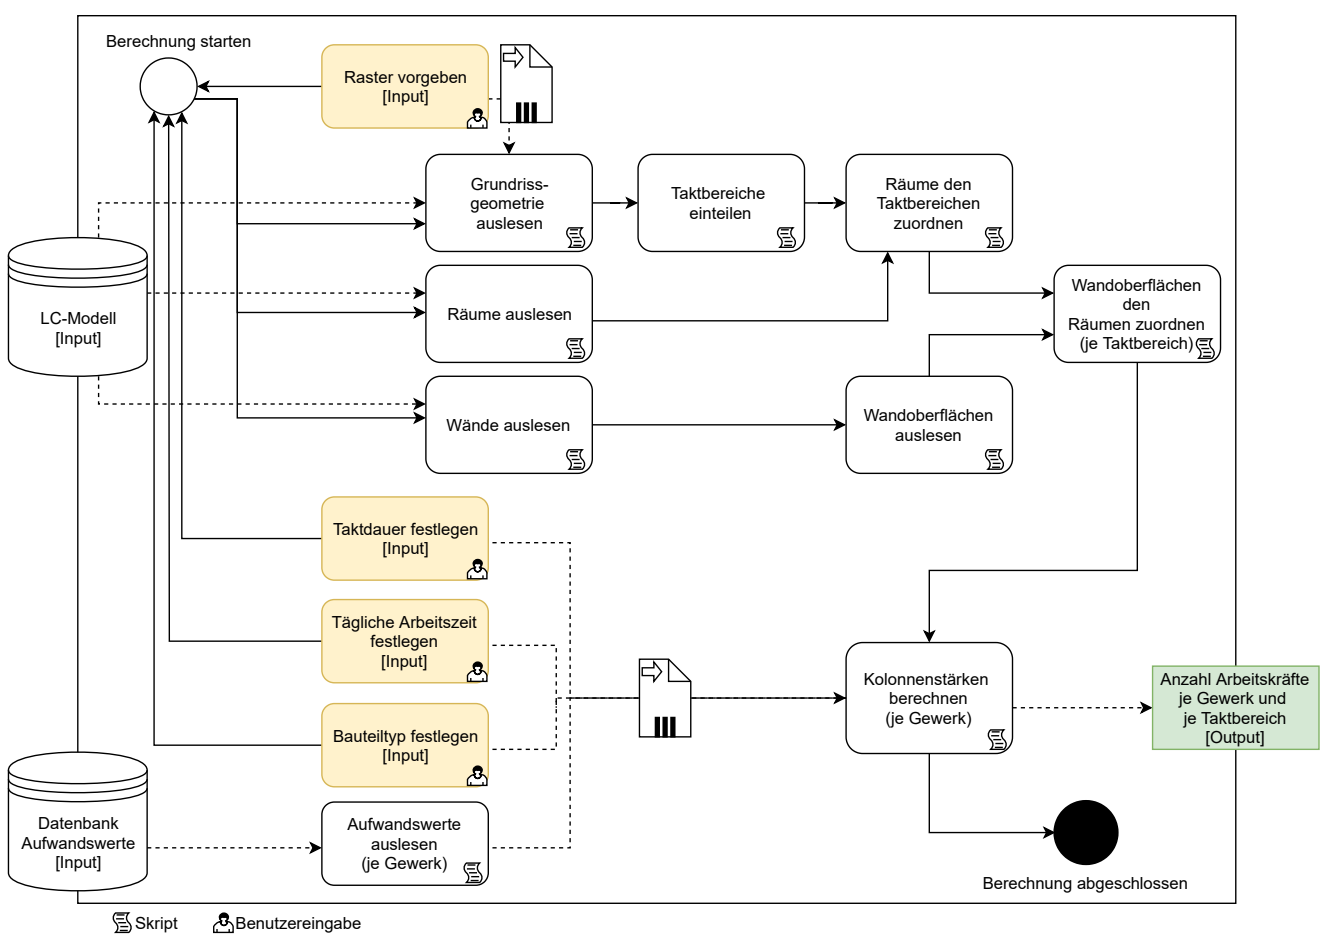 Berechnung starten
Raster vorgeben
[Input]
Grundriss-
geometrie
auslesen
Taktbereiche
einteilen
Räume den
Taktbereichen
zuordnen
LC-Modell
[Input]
Räume auslesen
Wandoberflächen
den
Räumen zuordnen
(je Taktbereich)
Wände auslesen
Wandoberflächen
auslesen
Taktdauer festlegen
[Input]
Tägliche Arbeitszeit
festlegen
[Input]
Bauteiltyp festlegen
[Input]
Kolonnenstärken
berechnen
(je Gewerk)
Anzahl Arbeitskräfte
je Gewerk und
je Taktbereich
[Output]
Datenbank
Aufwandswerte
[Input]
Aufwandswerte
auslesen
(je Gewerk)
Berechnung abgeschlossen
Skript
Benutzereingabe